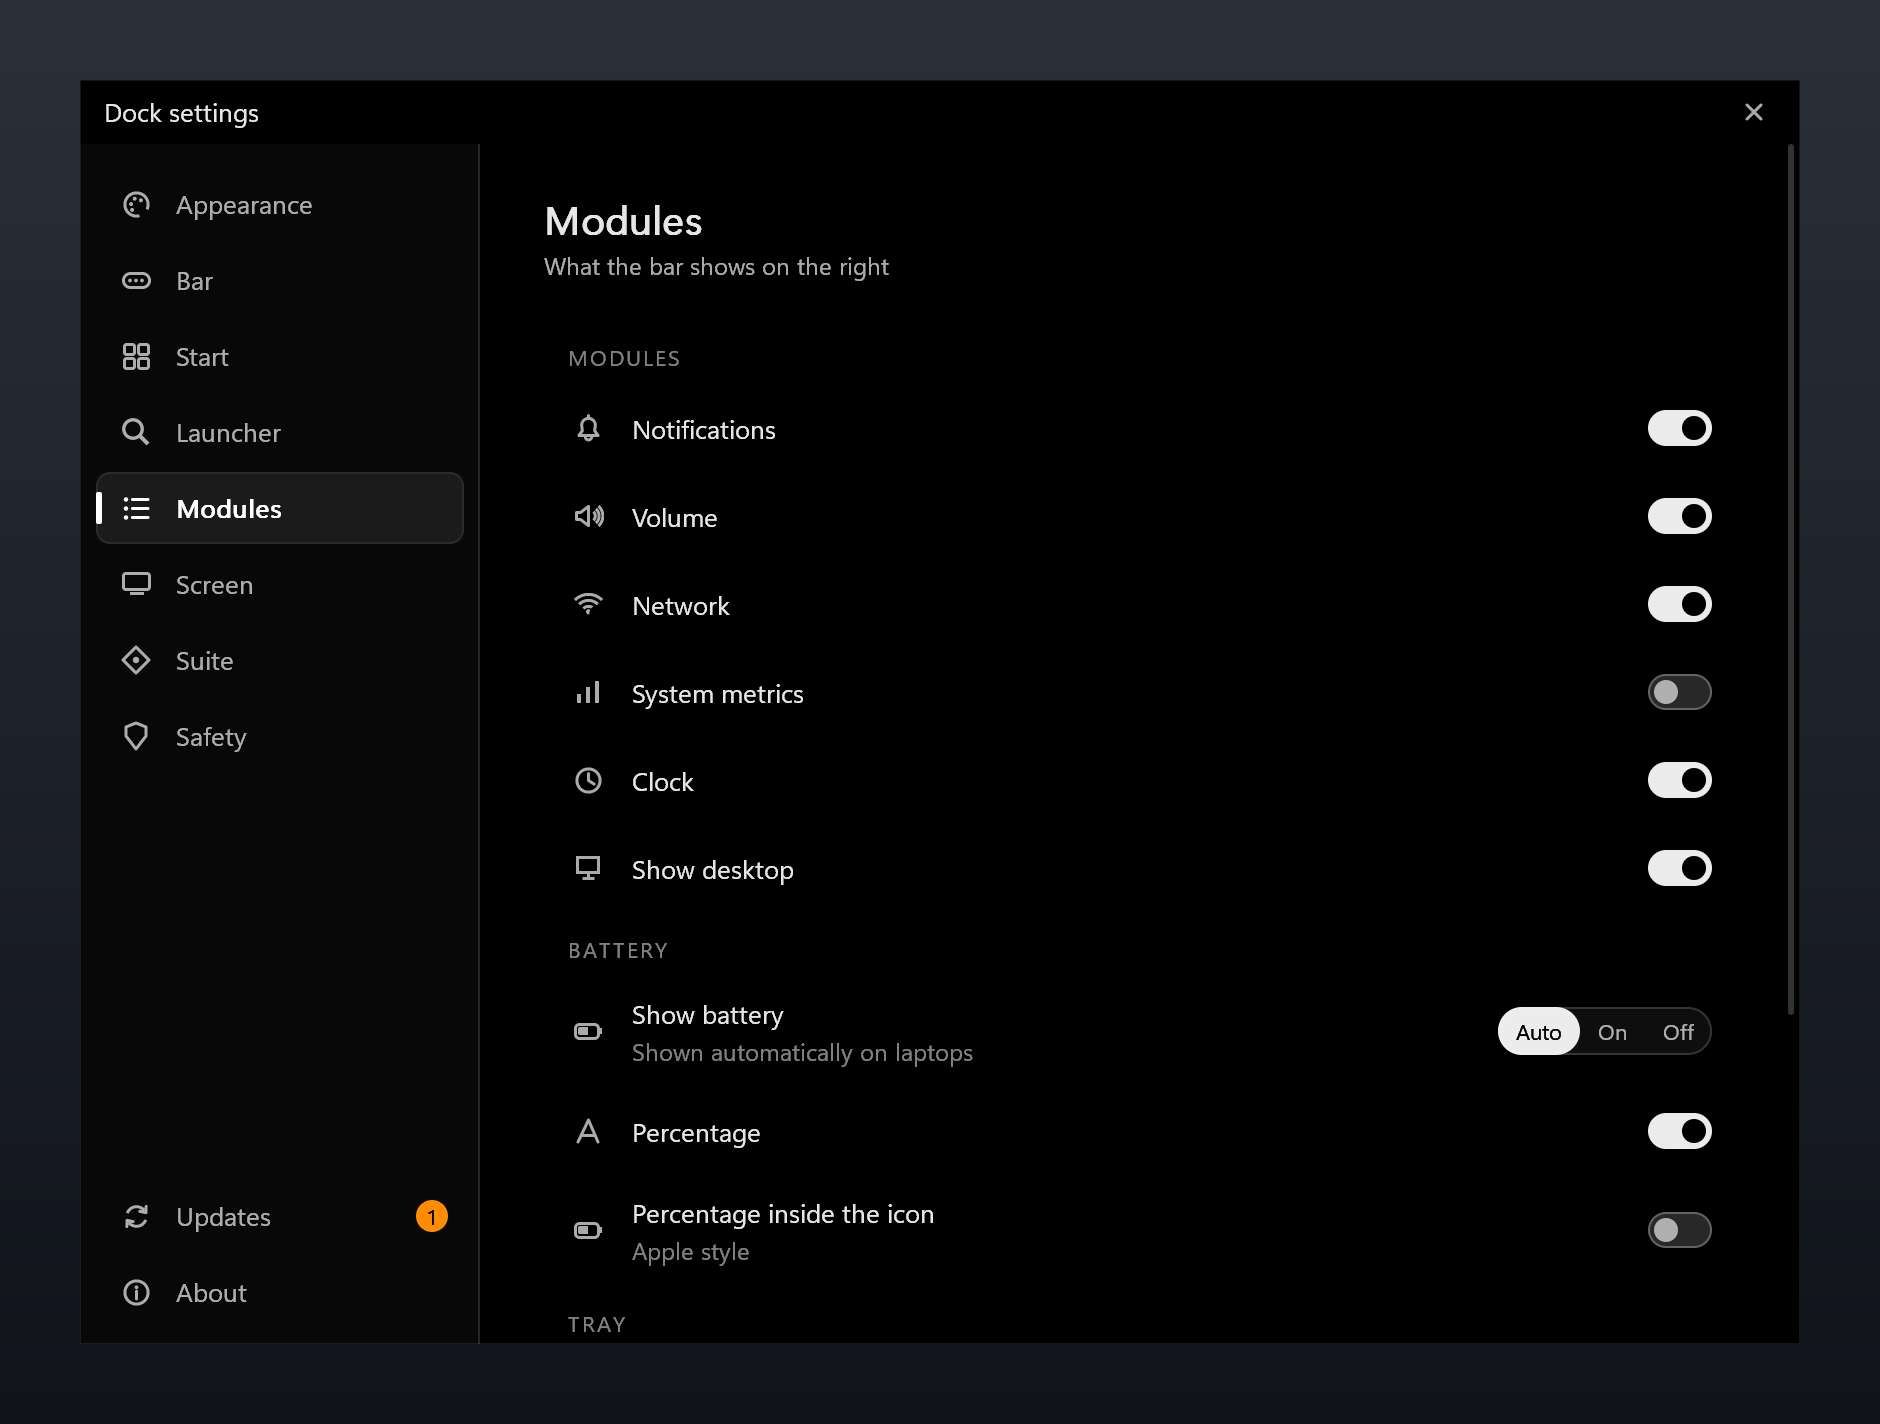 Dock settings
Appearance
Bar
Start
Launcher
Modules
Screen
Suite
Safety
Updates
1
About
Modules
What the bar shows on the right
MODULES
Notifications
Volume
Network
System metrics
Clock
Show desktop
BATTERY
Show battery
Shown automatically on laptops
Auto On Off
Percentage
Percentage inside the icon
Apple style
TRAY